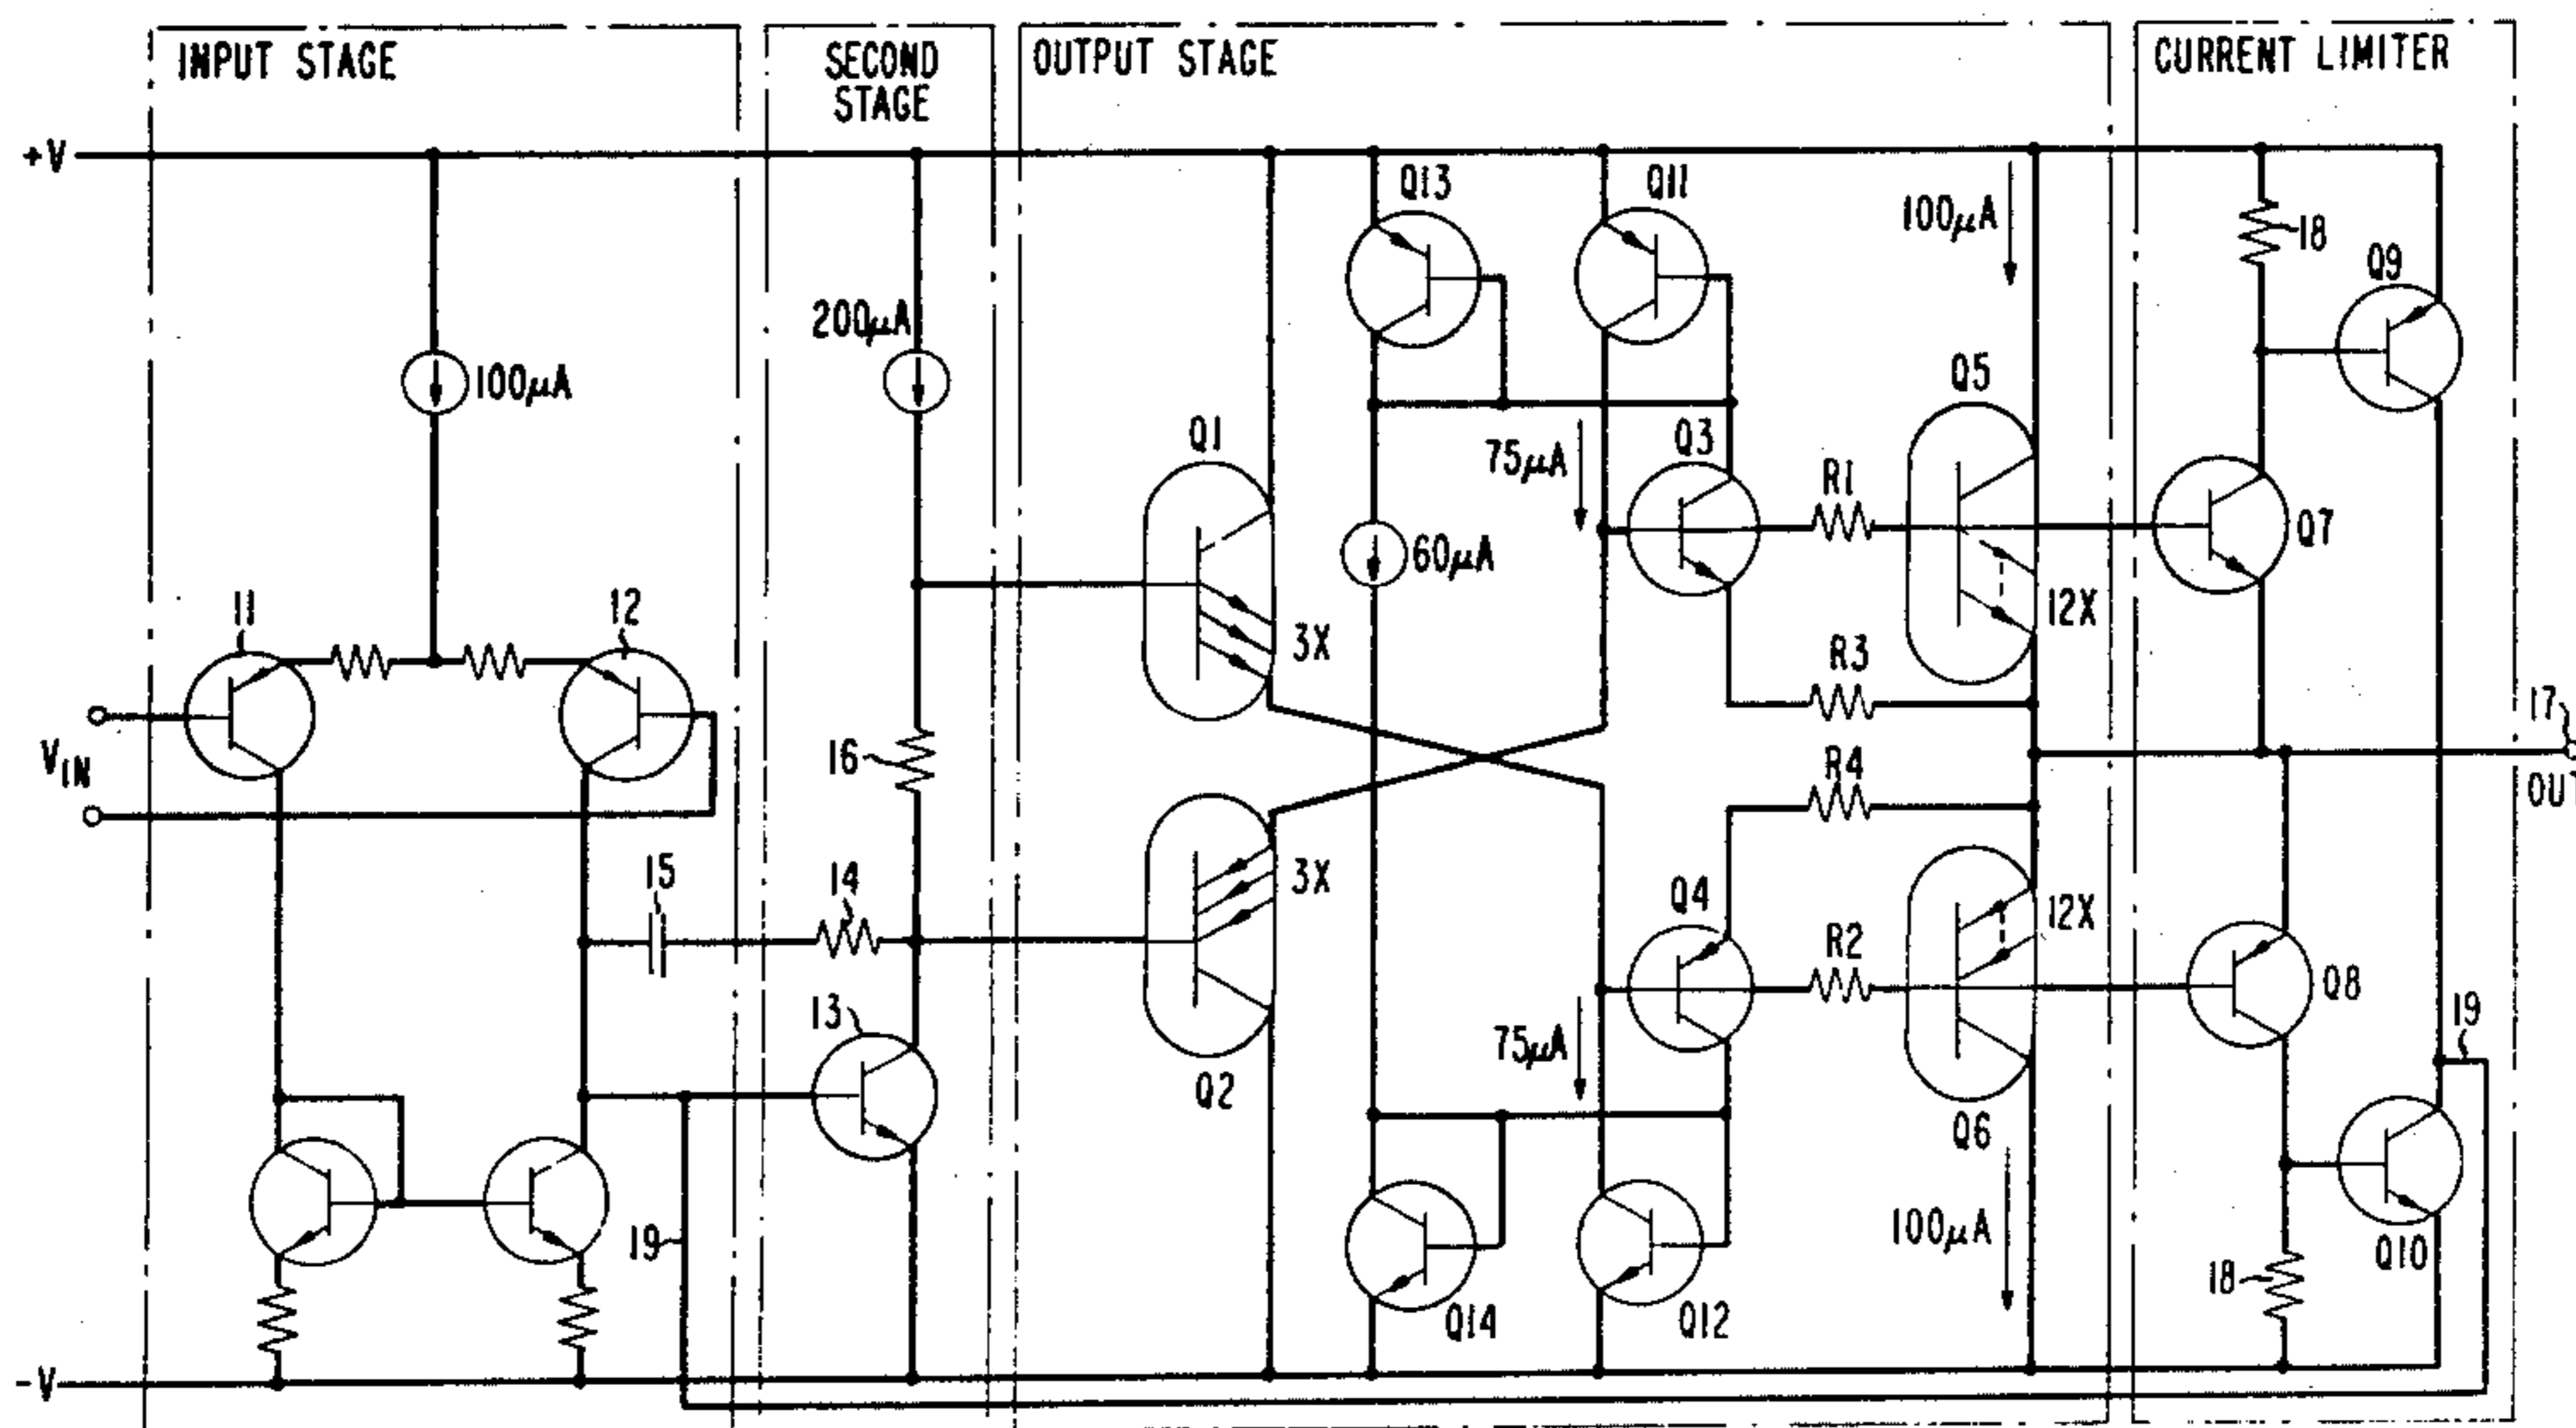 INPUT STAGE
SECOND
STAGE
OUTPUT STAGE
CURRENT LIMITER
+V
Q13
Q11
100µA
18
Q9
200µA
100µA
Q5
Q1
75µA
Q3
R1
Q7
60µA
11
12
3X
12X
R3
17
16
VIN
R4
OUT
15
14
3X
Q4
12X
R2
Q8
13
75µA
19
Q2
Q6
19
100µA
18
Q10
Q14
Q12
-V